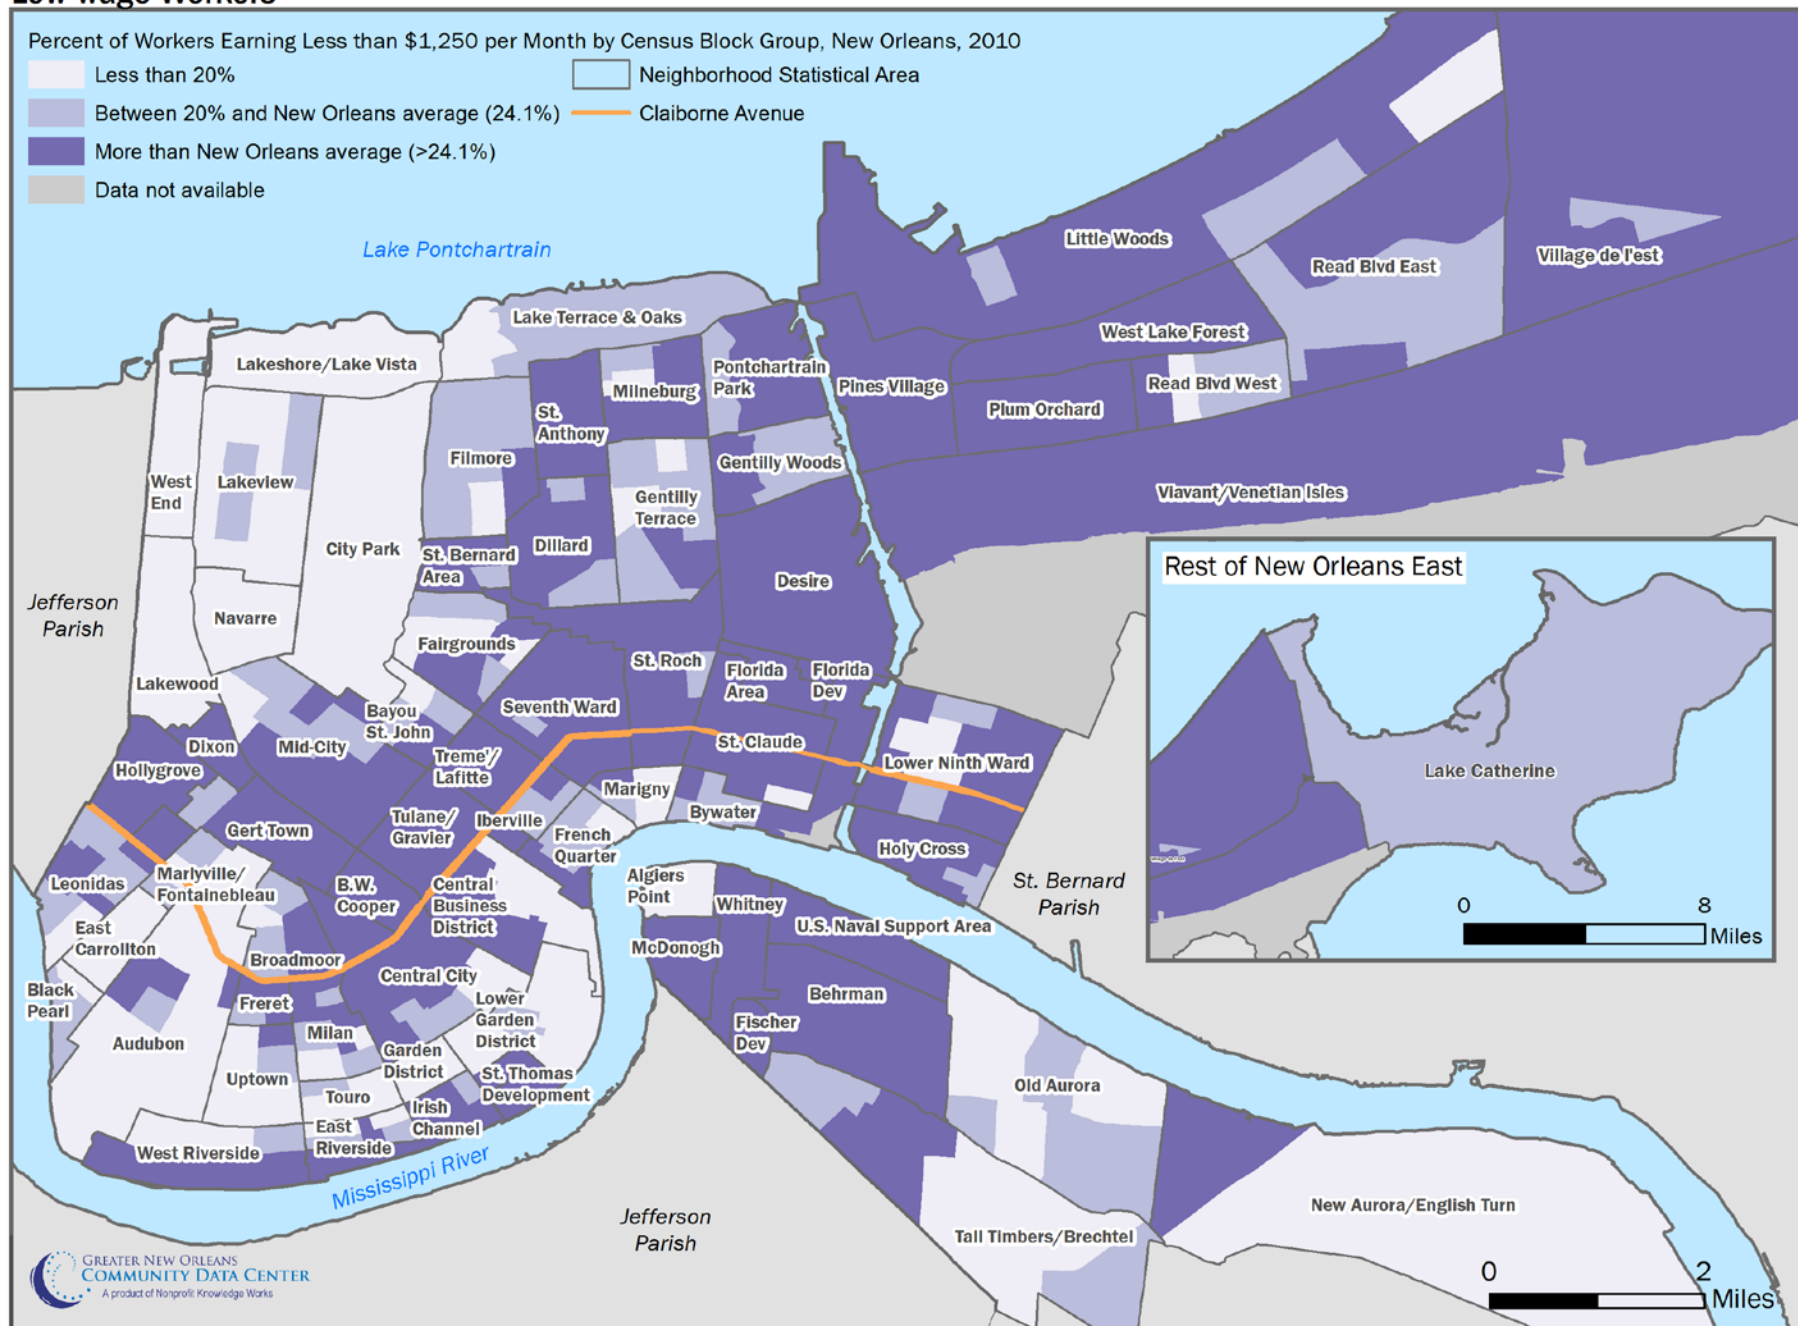 Low-wage Workers
Percent of Workers Earning Less than $1,250 per Month by Census Block Group, New Orleans, 2010
Less than 20%
Neighborhood Statistical Area
Between 20% and New Orleans average (24.1%)
Claiborne Avenue
More than New Orleans average (>24.1%)
Data not available
Lake Pontchartrain
Little Woods
Read Blvd East
Village de l'est
Lake Terrace & Oaks
West Lake Forest
Lakeshore/Lake Vista
Pontchartrain
Park
Milneburg
Pines Village
Read Blvd West
Plum Orchard
St.
Anthony
Filmore
Gentilly Woods
West
End
Lakeview
Gentilly
Terrace
Viavant/Venetian Isles
City Park
St. Bernard
Area
Dillard
Desire
Rest of New Orleans East
Jefferson
Parish
Navarre
Fairgrounds
St. Roch
Florida
Area
Florida
Dev
Lakewood
Seventh Ward
Bayou
St. John
Dixon
Mid-City
St. Claude
Hollygrove
Treme'/
Lafitte
Lower Ninth Ward
Lake Catherine
Marigny
Bywater
Gert Town
Tulane/
Gravier
Iberville
French
Quarter
Holy Cross
Leonidas
Marlyville/
Fontainebleau
B.W.
Cooper
Central
Business
District
Algiers
Point
Whitney
St. Bernard
Parish
U.S. Naval Support Area
0 8
Miles
East
Carrollton
McDonogh
Broadmoor
Central City
Black
Pearl
Freret
Lower
Garden
District
Behrman
Milan
Fischer
Dev
Audubon
Garden
District
Uptown
St. Thomas
Development
Old Aurora
Touro
Irish
Channel
East
Riverside
West Riverside
Mississippi River
Jefferson
Parish
New Aurora/English Turn
Tall Timbers/Brechtel
GREATER NEW ORLEANS
COMMUNITY DATA CENTER
A product of Nonprofit Knowledge Works
0 2
Miles